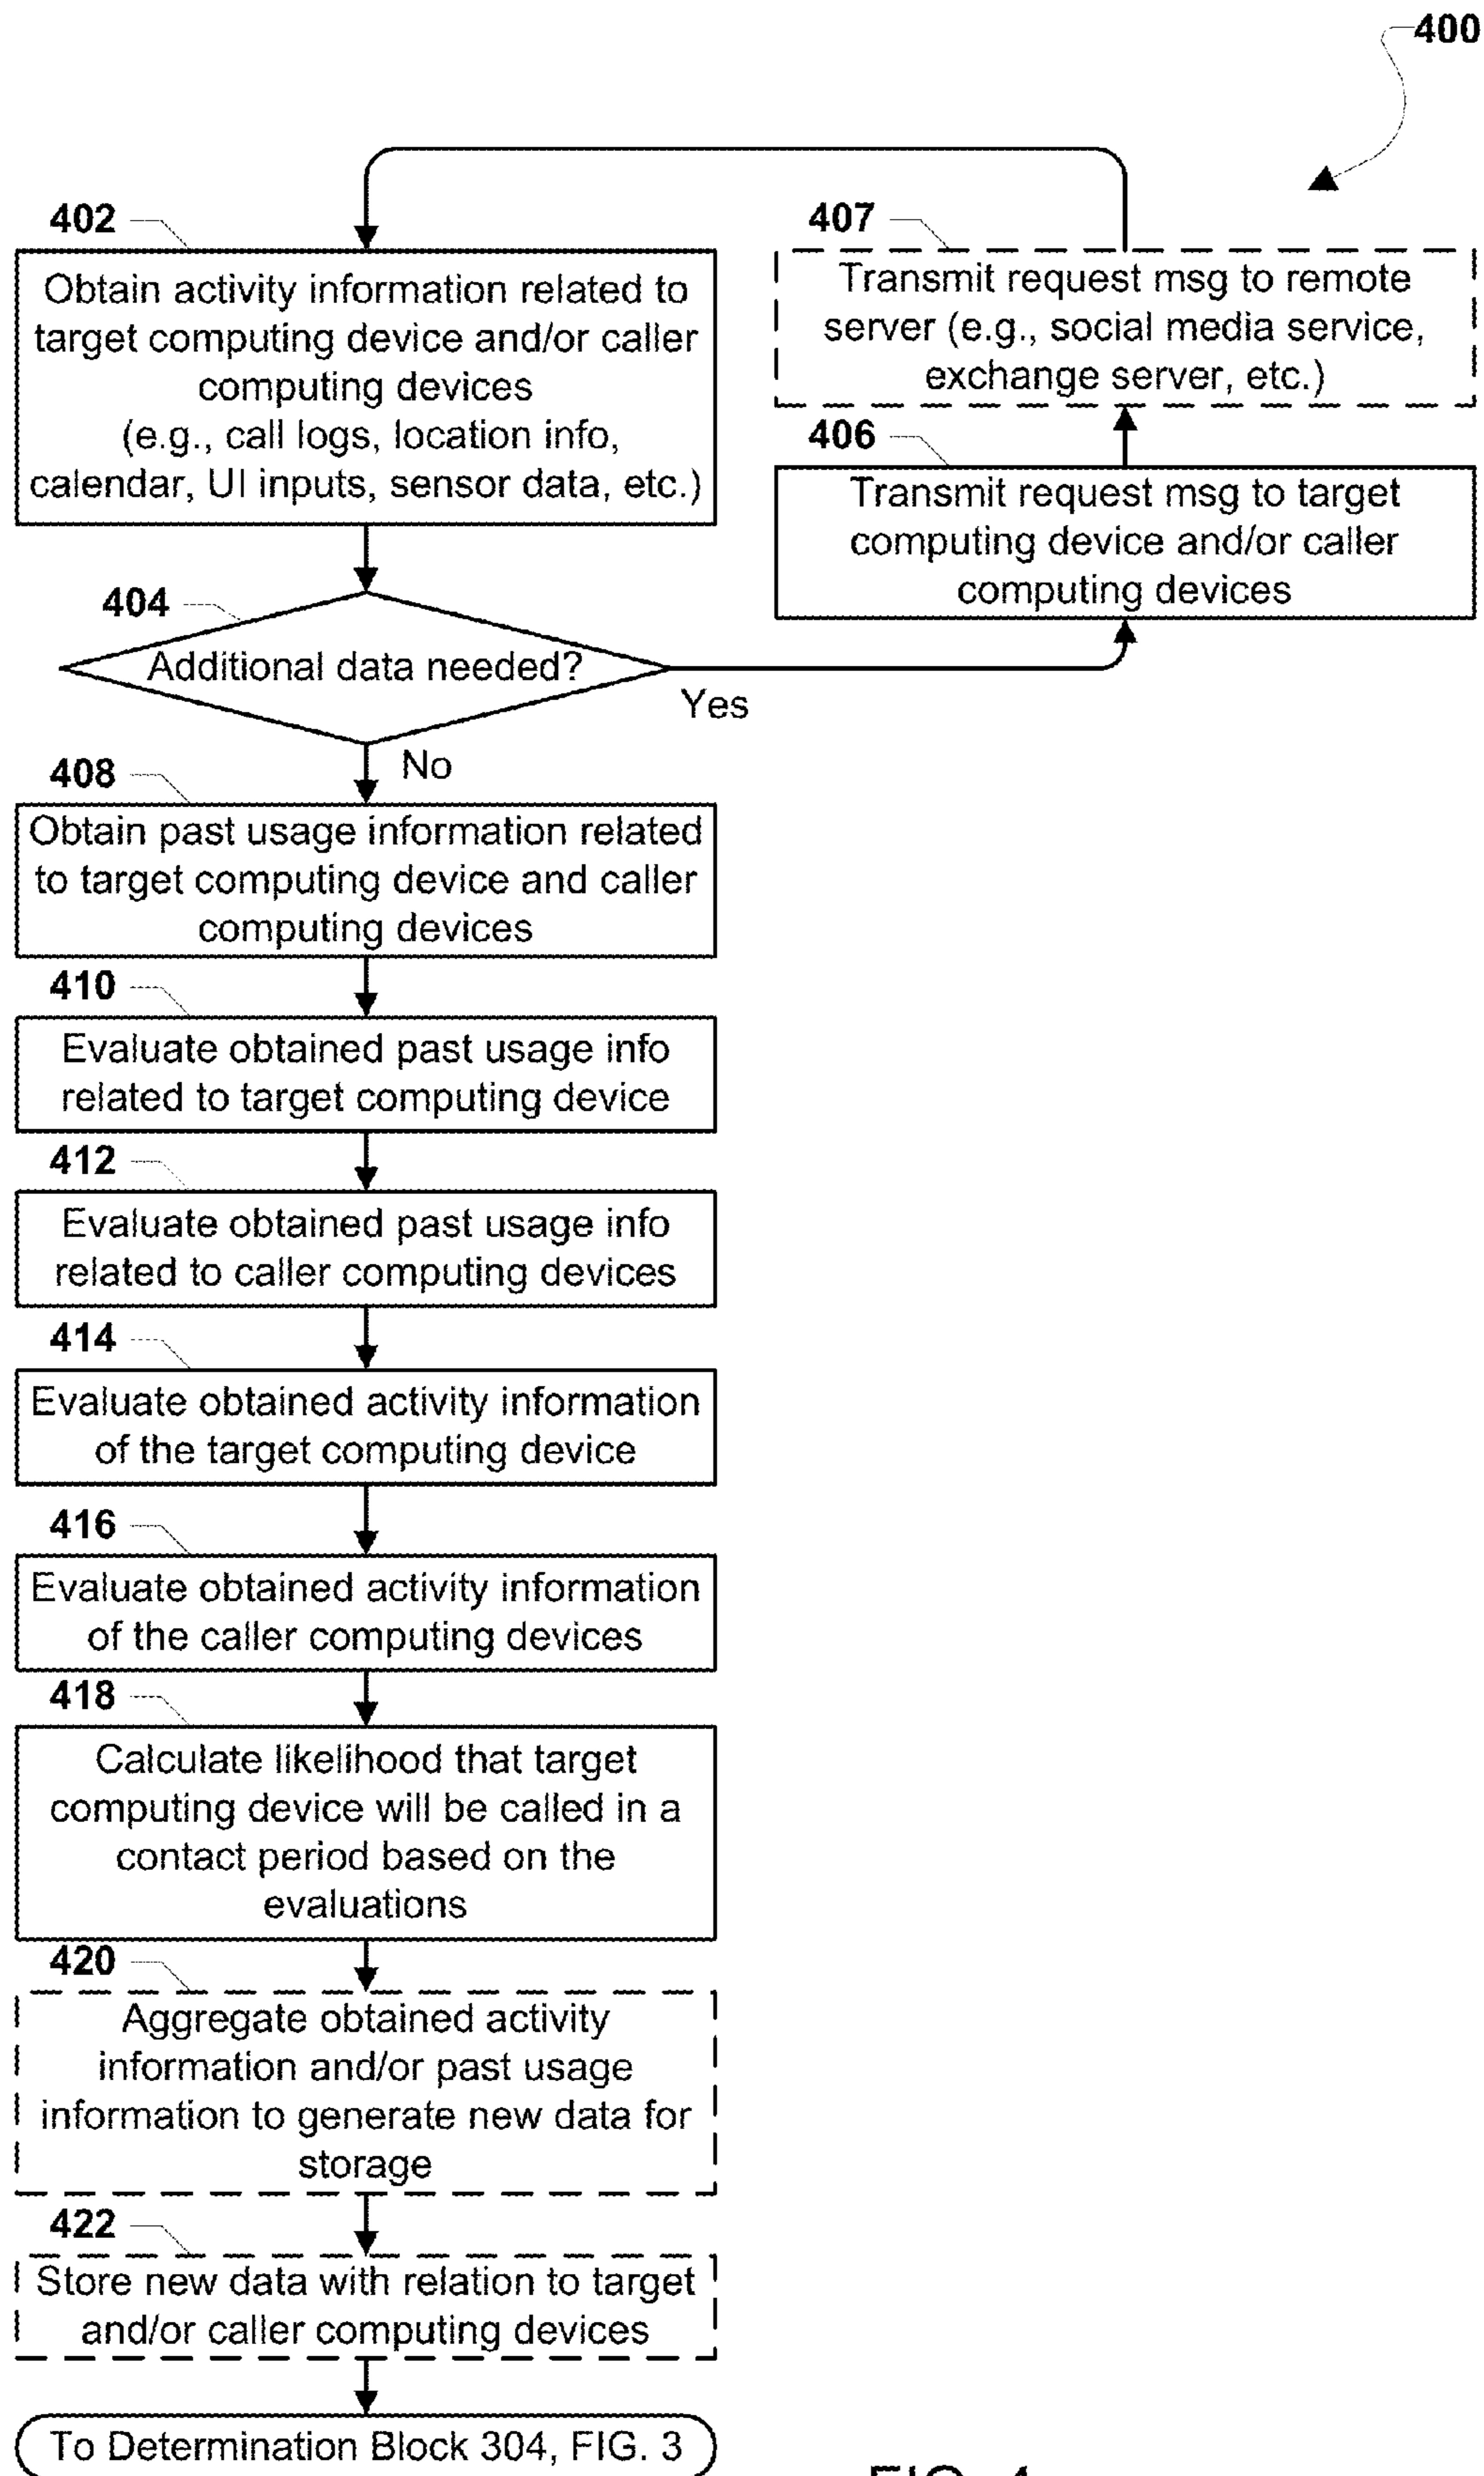 400
402
Obtain activity information related to
target computing device and/or caller
computing devices
(e.g., call logs, location info,
calendar, UI inputs, sensor data, etc.)
407
Transmit request msg to remote
server (e.g., social media service,
exchange server, etc.)
406
Transmit request msg to target
computing device and/or caller
computing devices
404
Additional data needed?
Yes
No
408
Obtain past usage information related
to target computing device and caller
computing devices
410
Evaluate obtained past usage info
related to target computing device
412
Evaluate obtained past usage info
related to caller computing devices
414
Evaluate obtained activity information
of the target computing device
416
Evaluate obtained activity information
of the caller computing devices
418
Calculate likelihood that target
computing device will be called in a
contact period based on the
evaluations
420
Aggregate obtained activity
information and/or past usage
information to generate new data for
storage
422
Store new data with relation to target
and/or caller computing devices
To Determination Block 304, FIG. 3